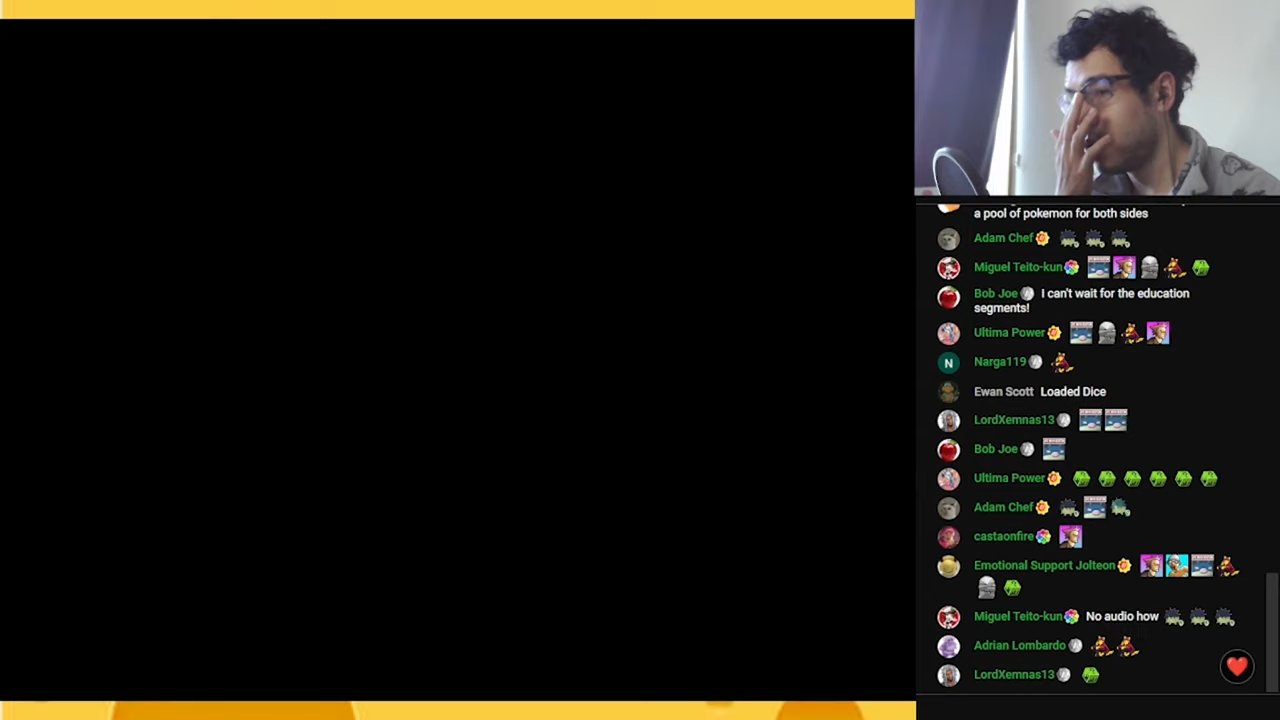 a pool of pokemon for both sides
Adam Chef
Miguel Teito-kun
Bob Joe I can't wait for the education
segments!
Ultima Power
N Narga119
Ewan Scott Loaded Dice
LordXemnas13
Bob Joe
Ultima Power
Adam Chef
castaonfire
Emotional Support Jolteon
Miguel Teito-kun No audio how
Adrian Lombardo
LordXemnas13